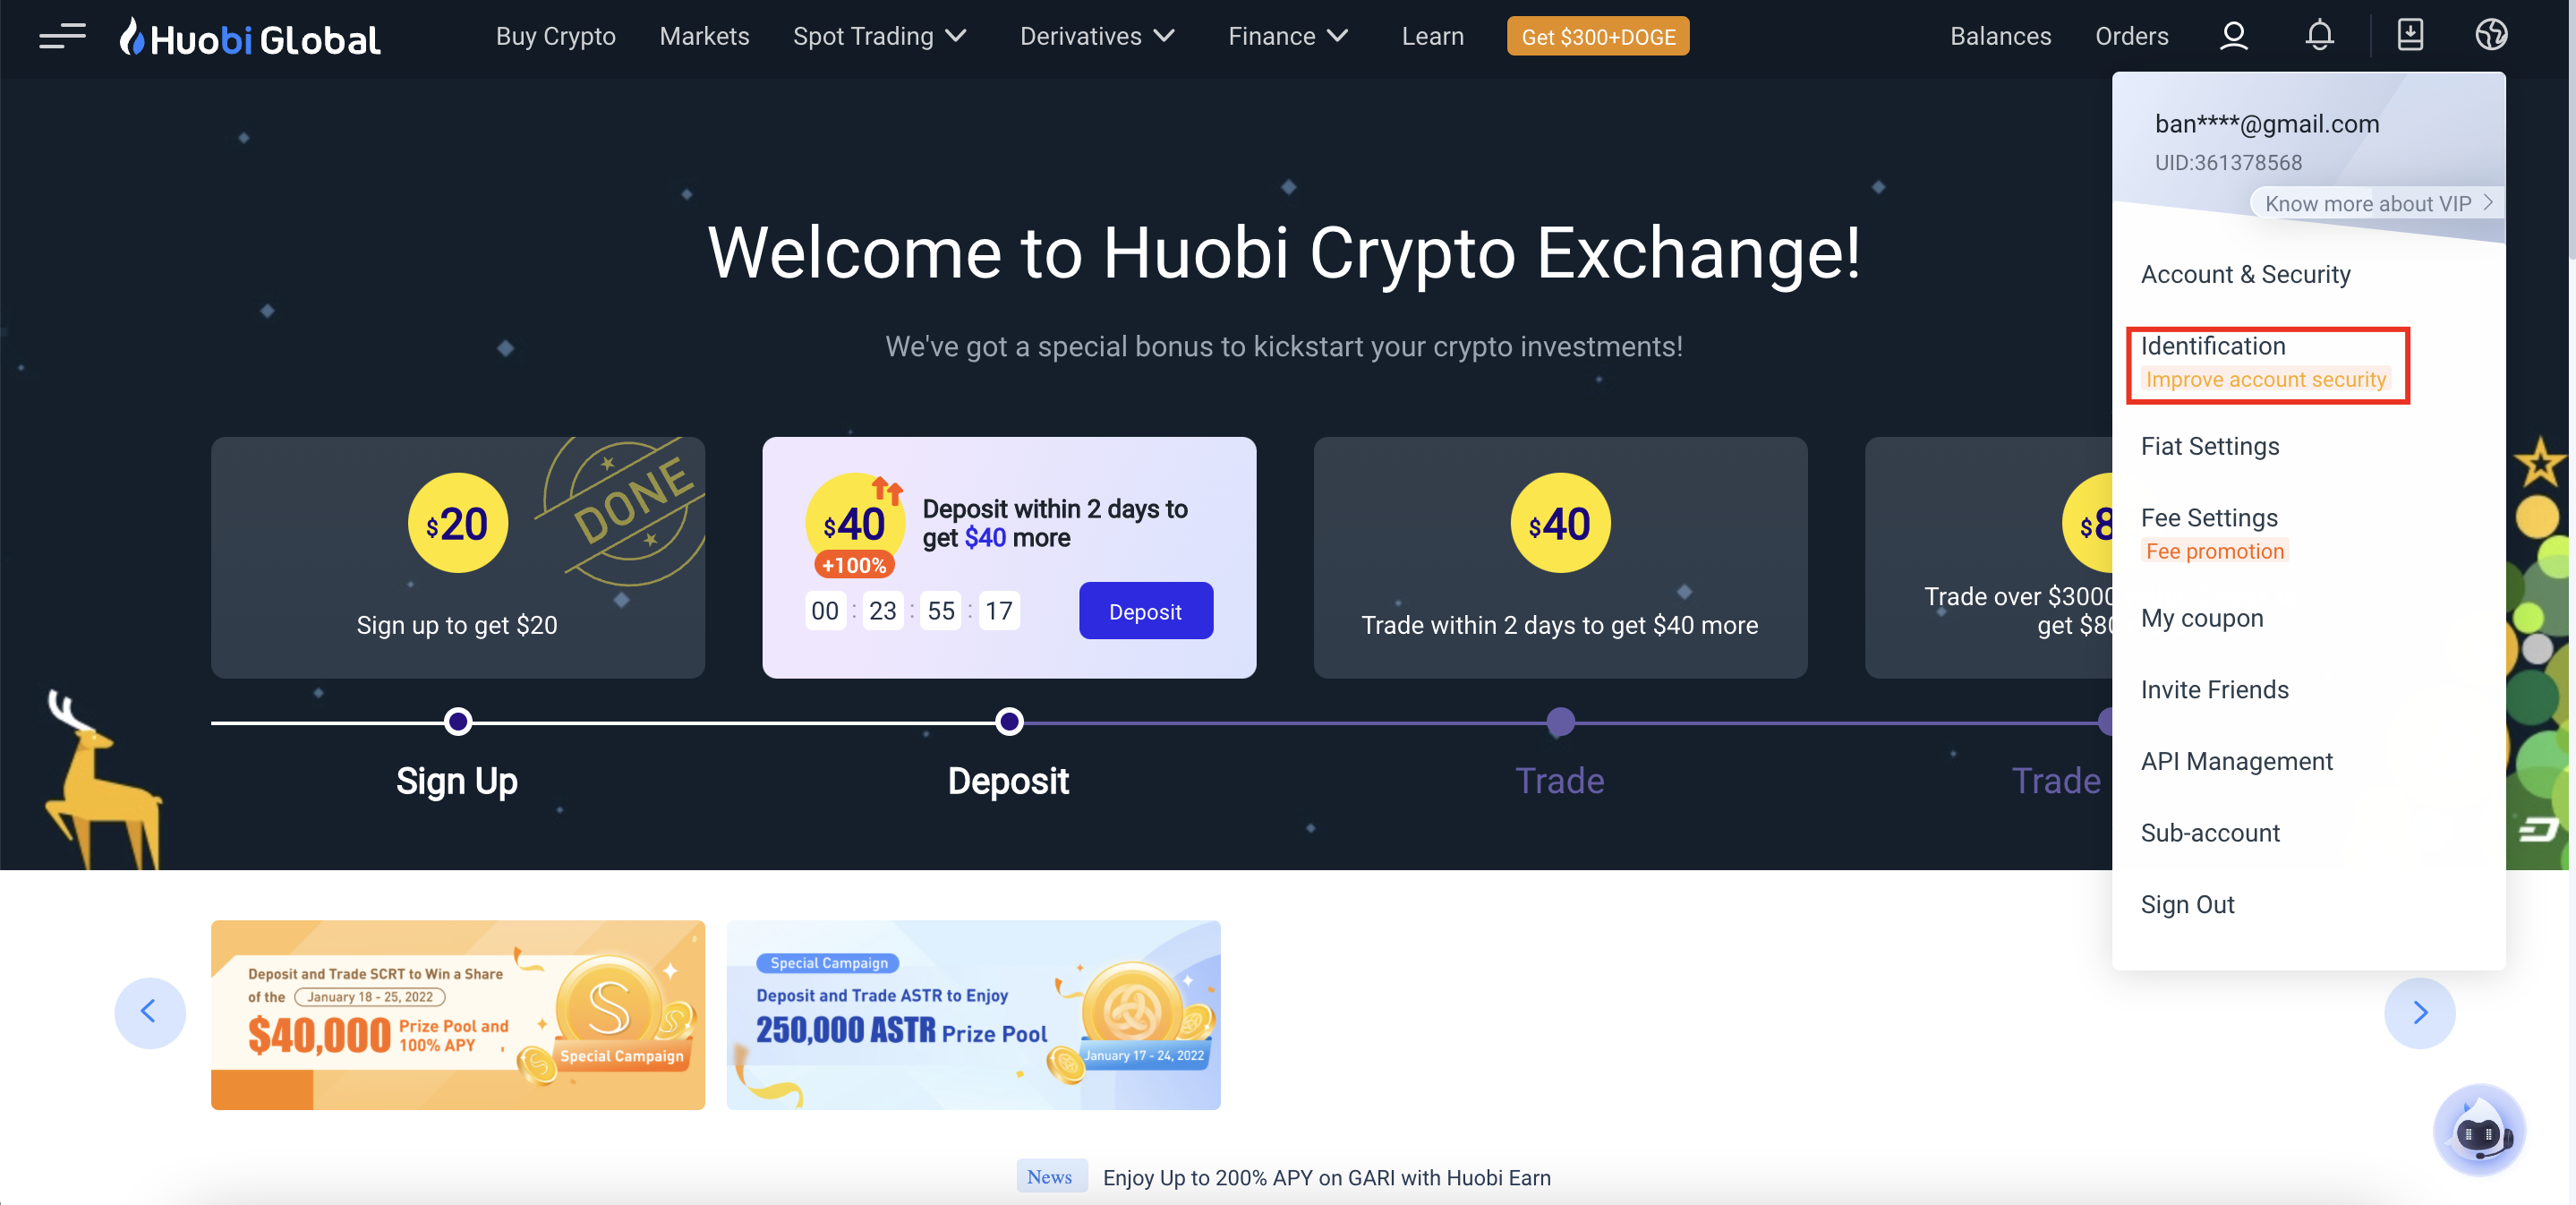 Huobi Global
Buy Crypto
Markets
Spot Trading
Derivatives
Finance
Learn
Get $300+DOGE
Balances
Orders
ban****@gmail.com
UID:361378568
Know more about VIP
Account & Security
Identification
Improve account security
Fiat Settings
Fee Settings
Fee promotion
My coupon
Invite Friends
API Management
Sub-account
Sign Out
Welcome to Huobi Crypto Exchange!
We've got a special bonus to kickstart your crypto investments!
$20
DONE
Sign up to get $20
$40
+100%
Deposit within 2 days to
get $40 more
00 : 23 : 55 : 17
Deposit
$40
Trade within 2 days to get $40 more
$8
Trade over $3000
get $80
Sign Up
Deposit
Trade
Trade
Deposit and Trade SCRT to Win a Share
of the January 18 - 25, 2022
$40,000 Prize Pool and
100% APY
Special Campaign
Special Campaign
Deposit and Trade ASTR to Enjoy
250,000 ASTR Prize Pool
January 17 - 24, 2022
News
Enjoy Up to 200% APY on GARI with Huobi Earn